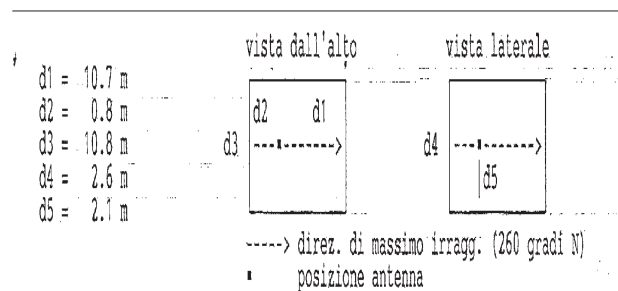 vista dall'alto vista laterale
d1 = 10.7 m
d2 = 0.8 m
d3 = 10.8 m
d4 = 2.6 m
d5 = 2.1 m
d2 d1
d3
d4
d5
-----> direz. di massimo irragg. (260 gradi N)
posizione antenna